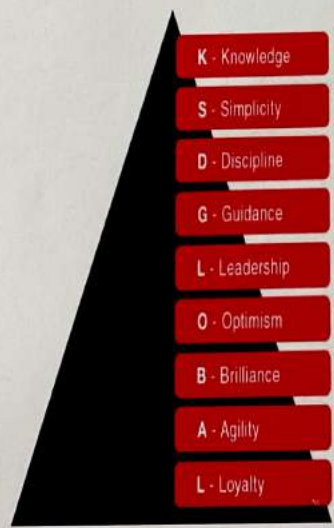 K - Knowledge
S - Simplicity
D - Discipline
G - Guidance
L - Leadership
O - Optimism
B - Brilliance
A - Agility
L - Loyalty